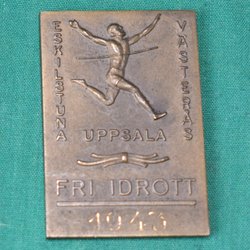 ESKILSTUNA
VÄSTERÅS
UPPSALA
FRI IDROTT
1943